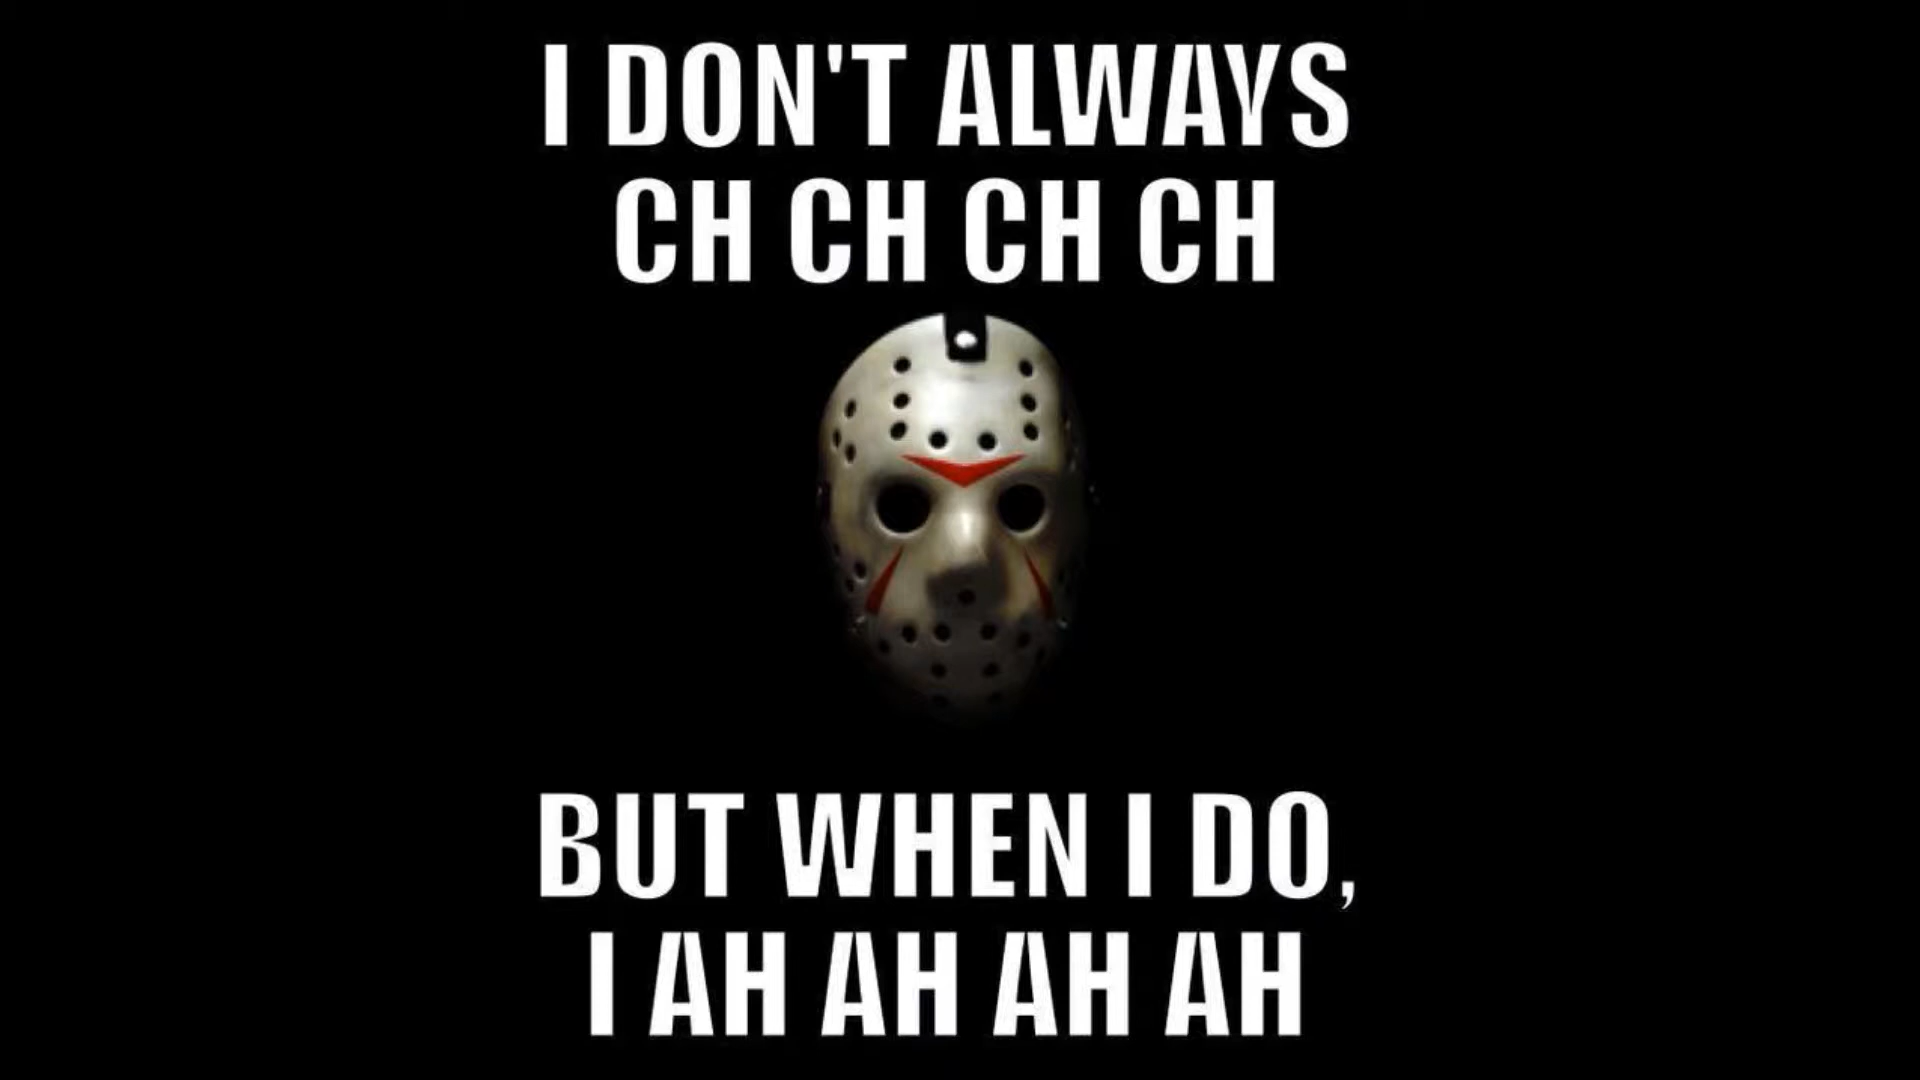 I DON'T ALWAYS
CH CH CH CH
BUT WHEN I DO,
I AH AH AH AH